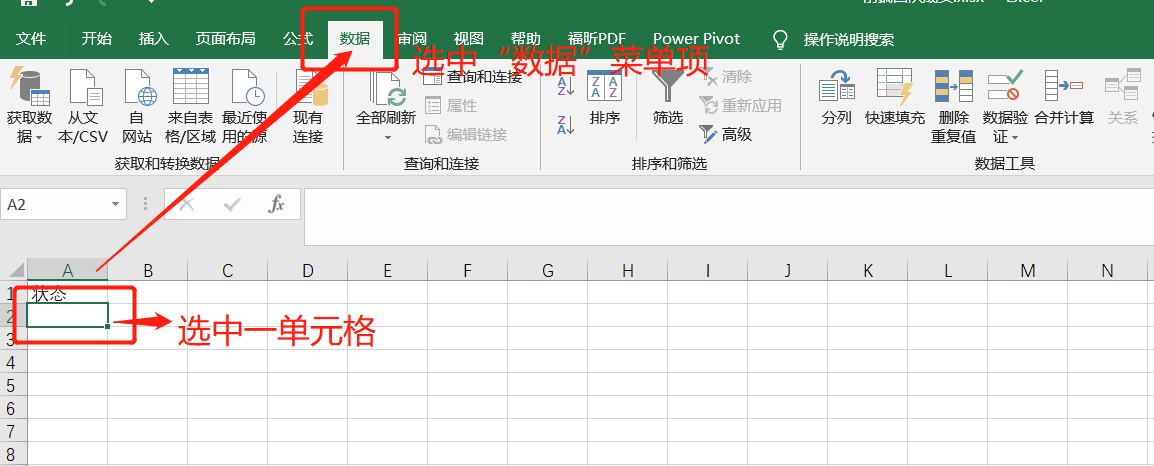 文件 开始 插入 页面布局 公式 数据 审阅 视图 帮助 福昕PDF Power Pivot 操作说明搜索
选中“数据”菜单项
获取数据
从文本/CSV
自网站
来自表格/区域
最近使用的源
现有连接
获取和转换数据
全部刷新
查询和连接
属性
编辑链接
查询和连接
排序
筛选
清除
重新应用
高级
排序和筛选
分列
快速填充
删除重复值
数据验证
合并计算
关系
数据工具
A2
fx
A B C D E F G H I J K L M N
1 状态
2
选中一单元格
3
4
5
6
7
8